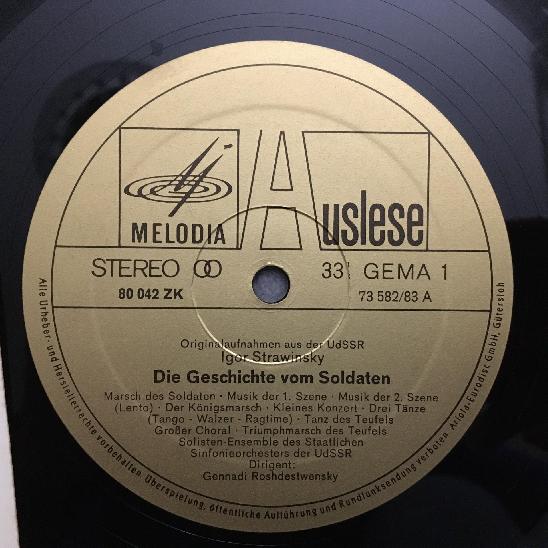 MELODIA Auslese
STEREO 33 GEMA 1
80 042 ZK 73 582/83 A
Originalaufnahmen aus der UdSSR
Igor Strawinsky
Die Geschichte vom Soldaten
Marsch des Soldaten · Musik der 1. Szene · Musik der 2. Szene
(Lento) · Der Königsmarsch · Kleines Konzert · Drei Tänze
(Tango - Walzer - Ragtime) · Tanz des Teufels
Großer Choral · Triumphmarsch des Teufels
Solisten-Ensemble des Staatlichen
Sinfonieorchestors der UdSSR
Dirigent:
Gennadi Roshdestwensky
Alle Urheber- und Herstellerrechte vorbehalten. Überspielung, öffentliche Aufführung und Rundfunksendung verboten. Ariola-Eurodisc GmbH, Gütersloh